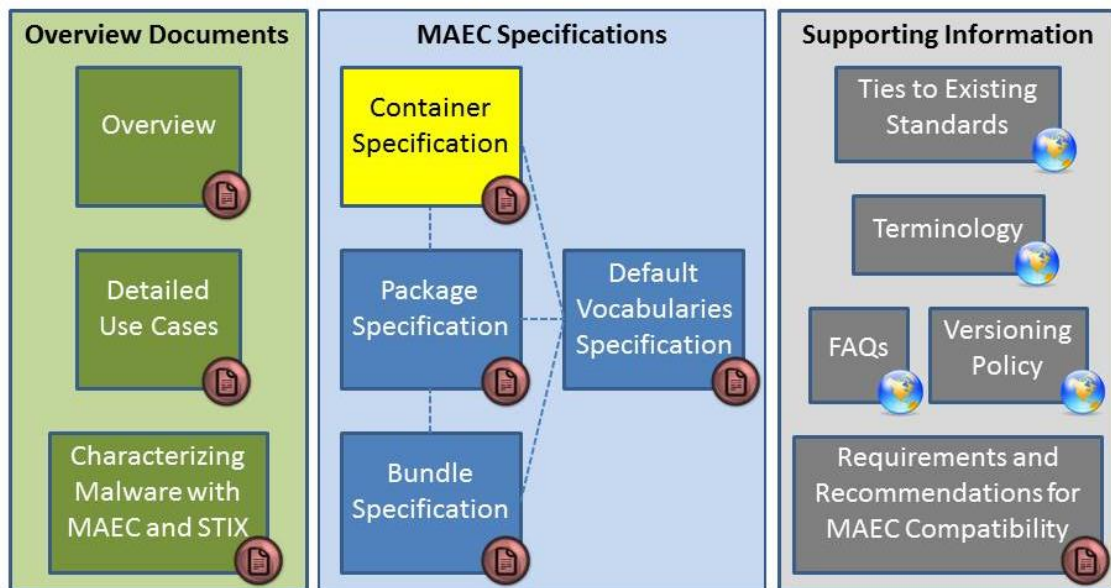 Overview Documents
Overview
Detailed
Use Cases
Characterizing
Malware with
MAEC and STIX
MAEC Specifications
Container
Specification
Package
Specification
Default
Vocabularies
Specification
Bundle
Specification
Supporting Information
Ties to Existing
Standards
Terminology
FAQs
Versioning
Policy
Requirements and
Recommendations for
MAEC Compatibility